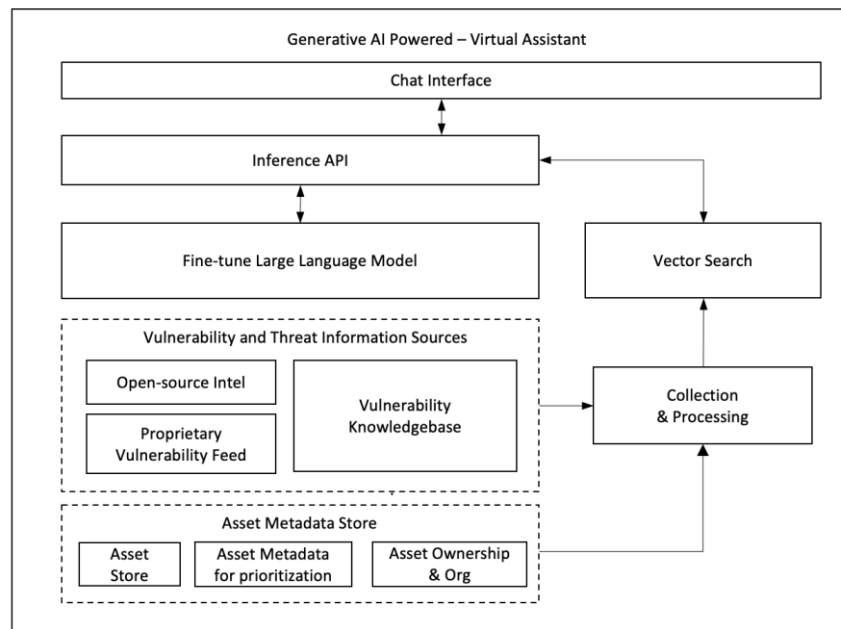 Generative AI Powered – Virtual Assistant
Chat Interface
Inference API
Fine-tune Large Language Model
Vector Search
Vulnerability and Threat Information Sources
Open-source Intel
Proprietary
Vulnerability Feed
Vulnerability
Knowledgebase
Collection
& Processing
Asset Metadata Store
Asset
Store
Asset Metadata
for prioritization
Asset Ownership
& Org